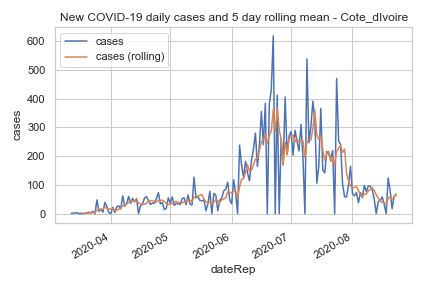 New COVID-19 daily cases and 5 day rolling mean - Cote_dIvoire
cases
cases (rolling)
600
500
400
300
200
100
0
cases
2020-04
2020-05
2020-06
2020-07
2020-08
dateRep